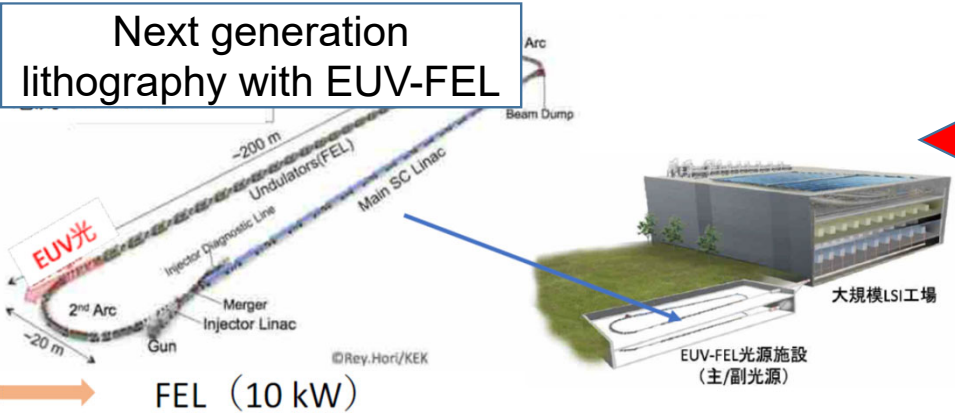 Next generation
lithography with EUV-FEL
Arc
Beam Dump
~200 m
Undulators(FEL)
Main SC Linac
EUV光
Injector Diagnostic Line
2nd Arc
Merger
Injector Linac
~20 m
Gun
©Rey.Hori/KEK
大規模LSI工場
EUV-FEL光源施設
(主/副光源)
FEL（10 kW）